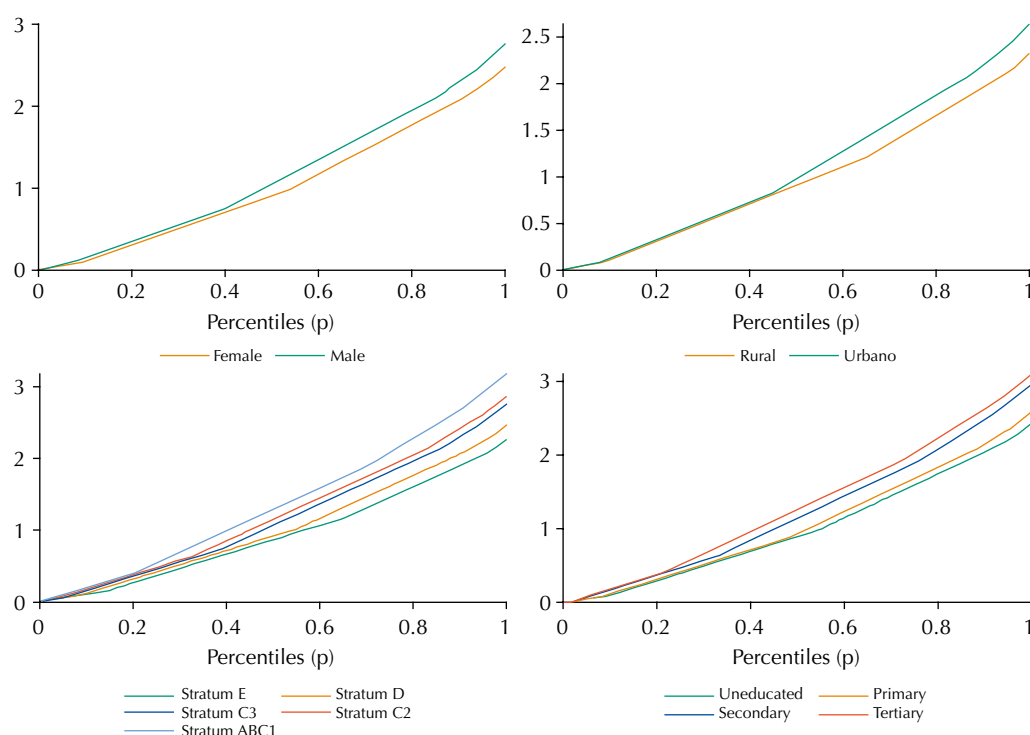 3
2
1
0
0 0.2 0.4 0.6 0.8 1
Percentiles (p)
Female Male
2.5
2
1.5
1
0.5
0
0 0.2 0.4 0.6 0.8 1
Percentiles (p)
Rural Urbano
3
2
1
0
0 0.2 0.4 0.6 0.8 1
Percentiles (p)
Stratum E Stratum D
Stratum C3 Stratum C2
Stratum ABC1
3
2
1
0
0 0.2 0.4 0.6 0.8 1
Percentiles (p)
Uneducated Primary
Secondary Tertiary